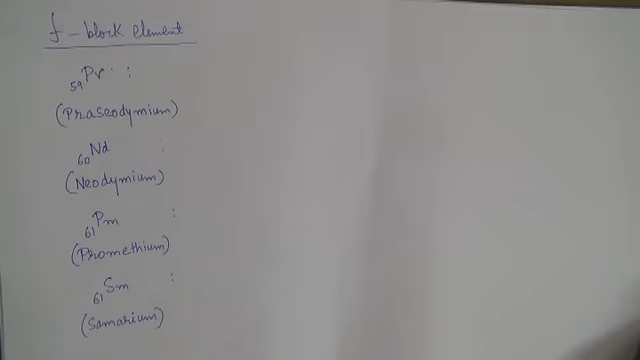 f - block element
59Pr :
(Praseodymium)
60Nd :
(Neodymium)
61Pm :
(Promethium)
61Sm :
(Samarium)